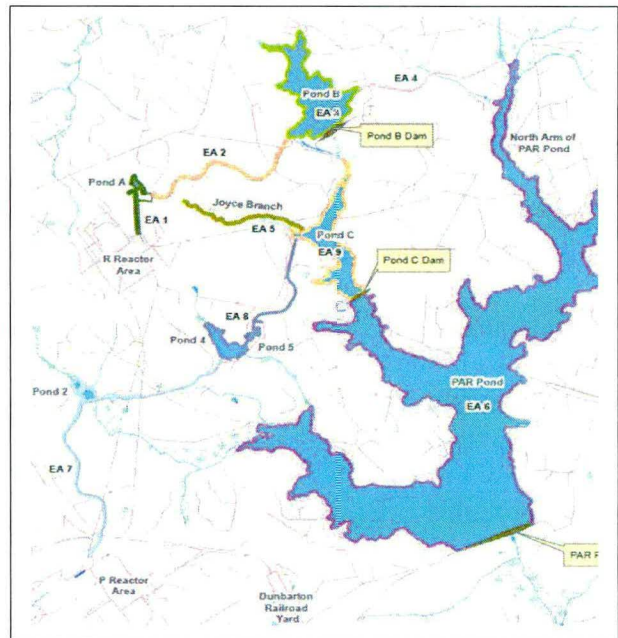 EA 4
Pond B
EA 3
Pond B Dam
North Arm of
PAR Pond
EA 2
Pond A
EA 1
Joyce Branch
EA 5
Pond C
EA 9
Pond C Dam
R Reactor
Area
EA 8
Pond 4
Pond 5
Pond 2
PAR Pond
EA 6
EA 7
PAR
P Reactor
Area
Dunbarton
Railroad
Yard